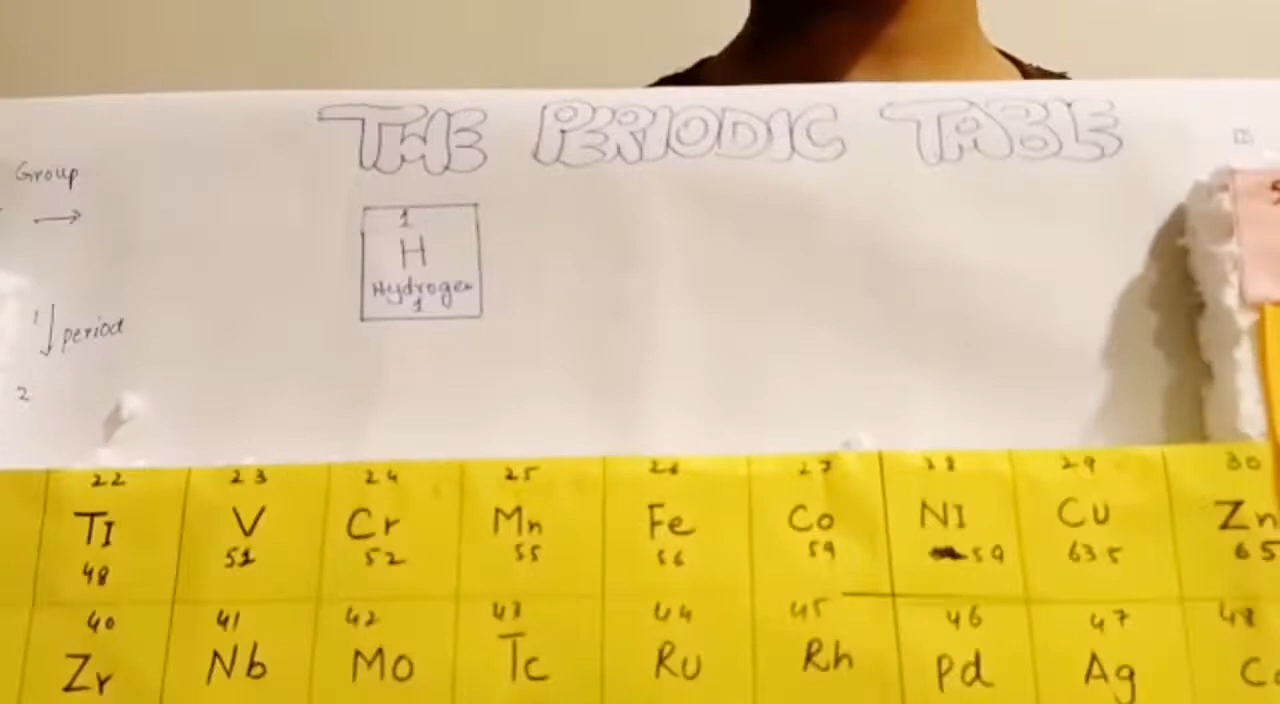 THE PERIODIC TABLE
Group
1
H
Hydrogen
1
1
period
2
22 23 24 25 26 27 28 29 30
TI V Cr Mn Fe Co NI Cu Zn
48 51 52 55 56 59 59 635 65
40 41 42 43 44 45 46 47 48
Zr Nb Mo Tc Ru Rh Pd Ag